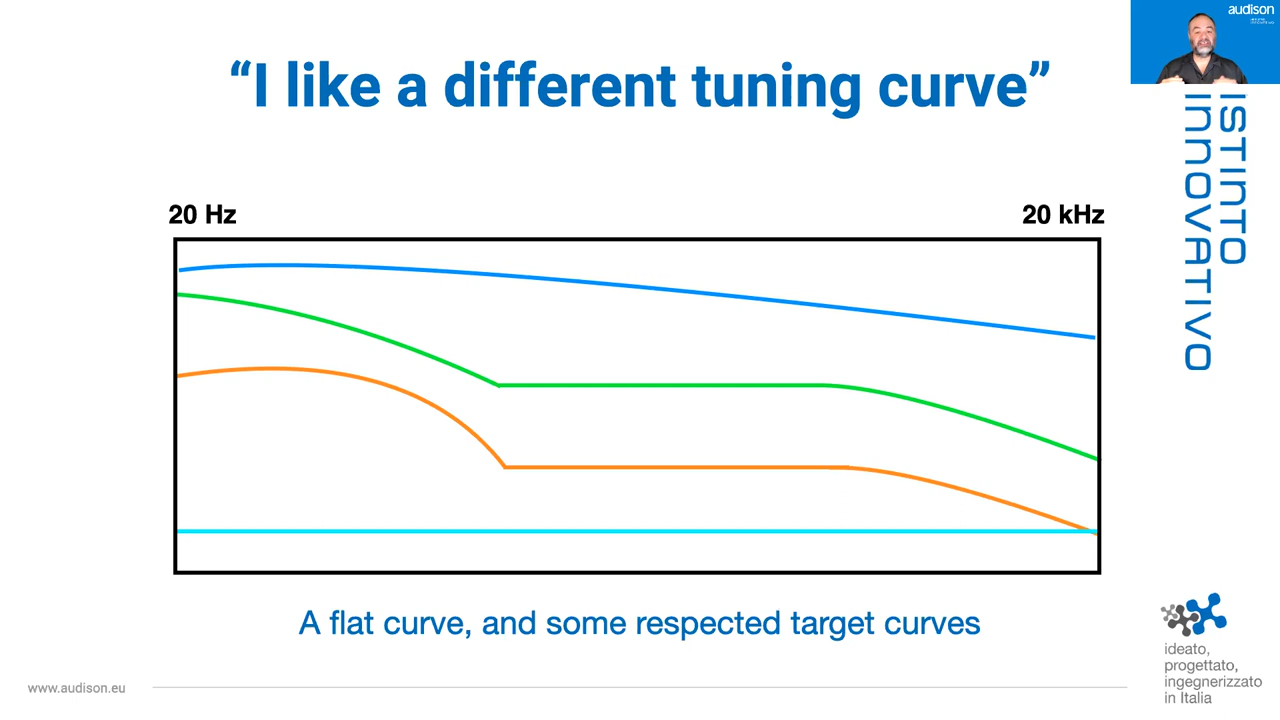 audison
"I like a different tuning curve"
ISTINTO
INNOVATIVO
20 Hz
20 kHz
A flat curve, and some respected target curves
ideato,
progettato,
ingegnerizzato
in Italia
www.audison.eu